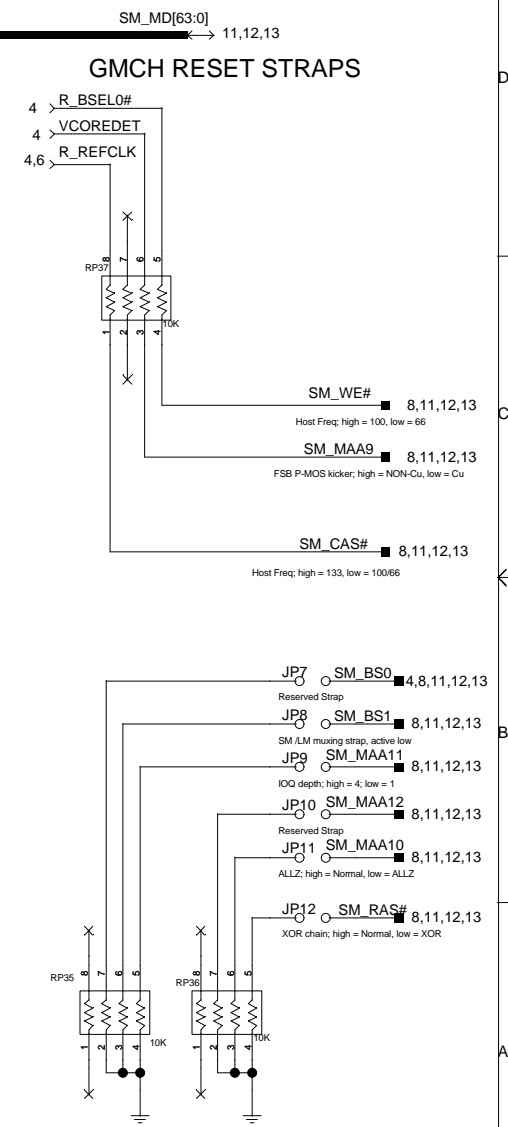 SM_MD[63:0]
11,12,13
GMCH RESET STRAPS
D
4 R_BSEL0#
4 VCOREDET
4,6 R_REFCLK
8 7 6 5
RP37
10K
1 2 3 4
SM_WE# 8,11,12,13
Host Freq; high = 100, low = 66
C
SM_MAA9 8,11,12,13
FSB P-MOS kicker; high = NON-Cu, low = Cu
SM_CAS# 8,11,12,13
Host Freq; high = 133, low = 100/66
JP7 SM_BS0 4,8,11,12,13
Reserved Strap
JP8 SM_BS1 8,11,12,13
B
SM /LM muxing strap, active low
JP9 SM_MAA11 8,11,12,13
IOQ depth; high = 4; low = 1
JP10 SM_MAA12 8,11,12,13
Reserved Strap
JP11 SM_MAA10 8,11,12,13
ALLZ; high = Normal, low = ALLZ
JP12 SM_RAS# 8,11,12,13
XOR chain; high = Normal, low = XOR
8 7 6 5 8 7 6 5
RP35 RP36
10K 10K
1 2 3 4 1 2 3 4
A